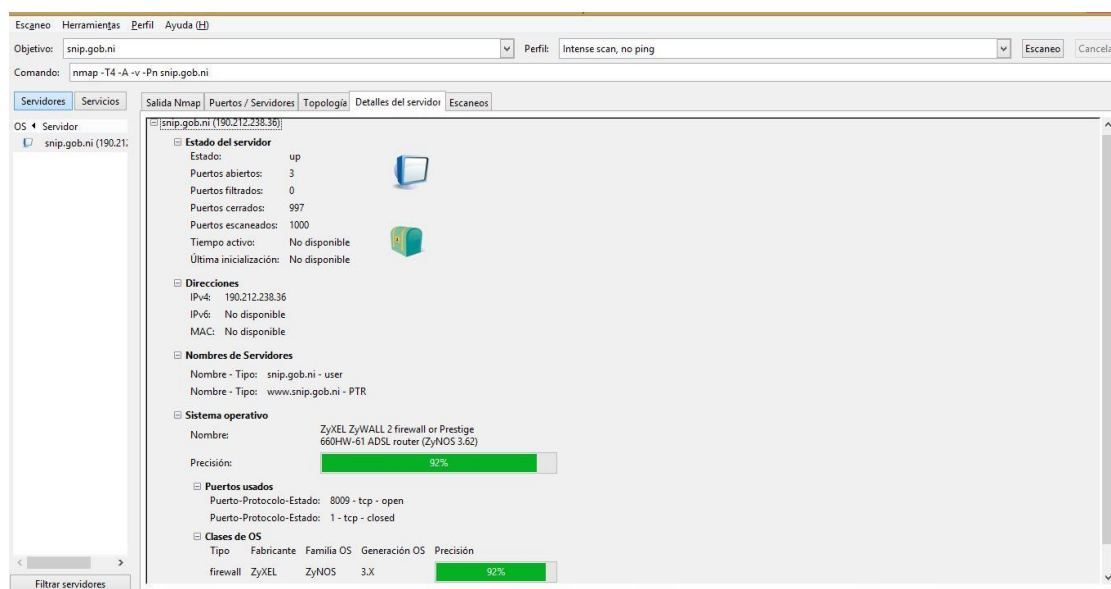 Escaneo Herramientas Perfil Ayuda (H)
Objetivo: snip.gob.ni Perfil: Intense scan, no ping Escaneo Cancela
Comando: nmap -T4 -A -v -Pn snip.gob.ni
Servidores Servicios Salida Nmap Puertos / Servidores Topología Detalles del servidor Escaneos
OS Servidor
snip.gob.ni (190.21
snip.gob.ni (190.212.238.36)
Estado del servidor
Estado: up
Puertos abiertos: 3
Puertos filtrados: 0
Puertos cerrados: 997
Puertos escaneados: 1000
Tiempo activo: No disponible
Última inicialización: No disponible
Direcciones
IPv4: 190.212.238.36
IPv6: No disponible
MAC: No disponible
Nombres de Servidores
Nombre - Tipo: snip.gob.ni - user
Nombre - Tipo: www.snip.gob.ni - PTR
Sistema operativo
Nombre: ZyXEL ZyWALL 2 firewall or Prestige
660HW-61 ADSL router (ZyNOS 3.62)
Precisión: 92%
Puertos usados
Puerto-Protocolo-Estado: 8009 - tcp - open
Puerto-Protocolo-Estado: 1 - tcp - closed
Clases de OS
Tipo Fabricante Familia OS Generación OS Precisión
firewall ZyXEL ZyNOS 3.X 92%
Filtrar servidores